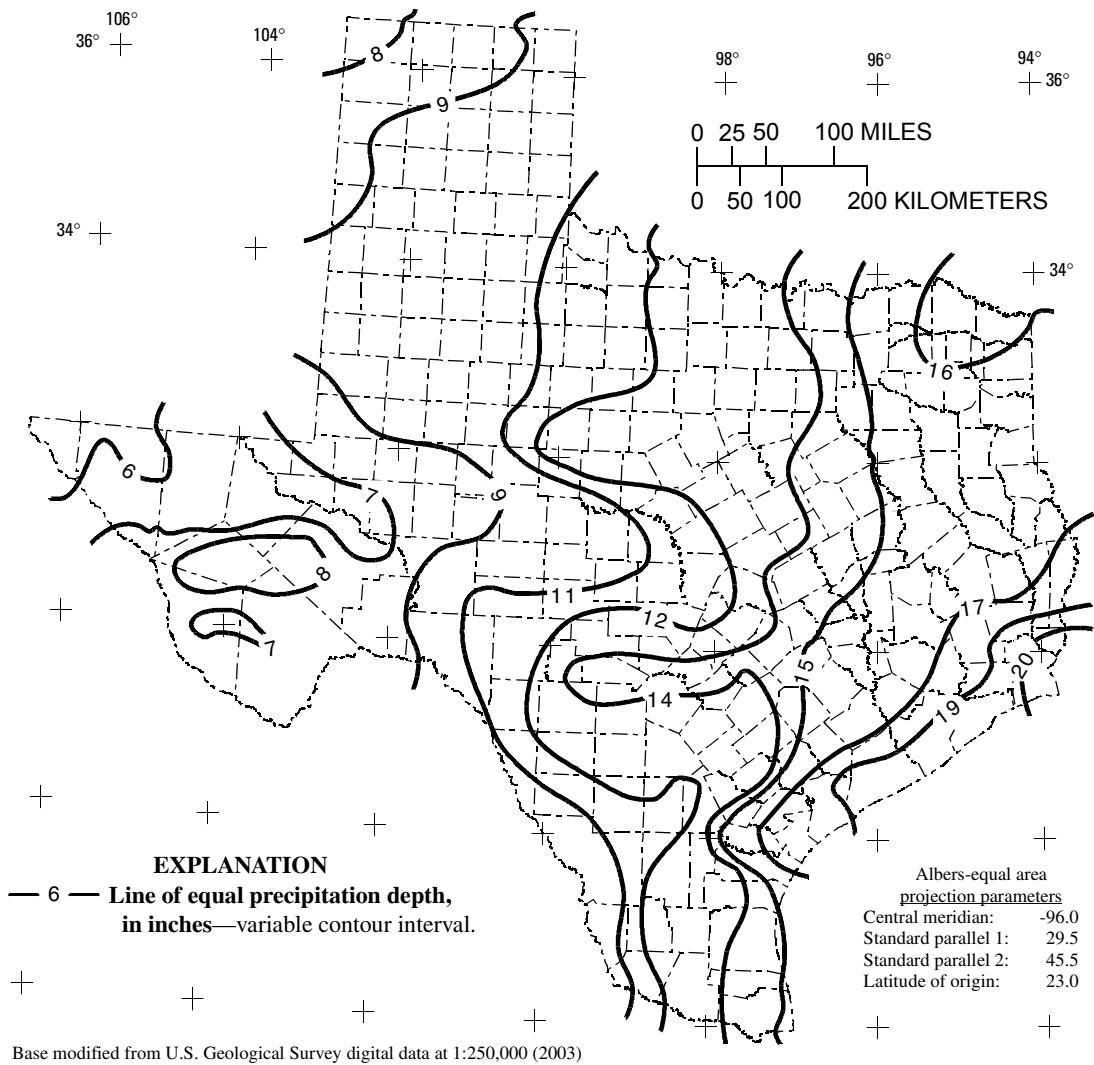 106°
36°
104°
98°
96°
94°
36°
8
9
0 25 50 100 MILES
0 50 100 200 KILOMETERS
34°
34°
16
6
7
9
8
11
12
7
17
15
20
14
19
EXPLANATION
6 Line of equal precipitation depth,
in inches—variable contour interval.
Albers-equal area
projection parameters
Central meridian: -96.0
Standard parallel 1: 29.5
Standard parallel 2: 45.5
Latitude of origin: 23.0
Base modified from U.S. Geological Survey digital data at 1:250,000 (2003)